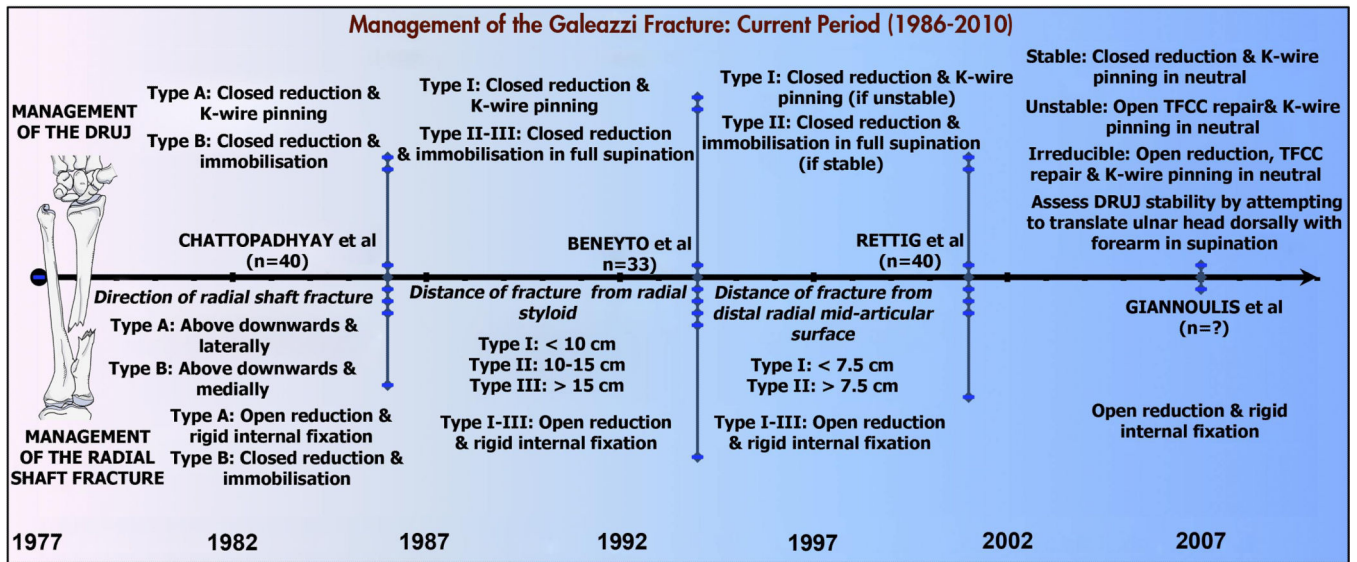 Management of the Galeazzi Fracture: Current Period (1986-2010)
MANAGEMENT
OF THE DRUJ
Type A: Closed reduction &
K-wire pinning
Type B: Closed reduction
& immobilisation
CHATTOPADHYAY et al
(n=40)
Type I: Closed reduction &
K-wire pinning
Type II-III: Closed reduction
& immobilisation in full supination
BENEYTO et al
n=33)
Type I: Closed reduction & K-wire
pinning (if unstable)
Type II: Closed reduction &
immobilisation in full supination
(if stable)
RETTIG et al
(n=40)
Stable: Closed reduction & K-wire
pinning in neutral
Unstable: Open TFCC repair& K-wire
pinning in neutral
Irreducible: Open reduction, TFCC
repair & K-wire pinning in neutral
Assess DRUJ stability by attempting
to translate ulnar head dorsally with
forearm in supination
Direction of radial shaft fracture
Type A: Above downwards &
laterally
Type B: Above downwards &
medially
Type A: Open reduction &
rigid internal fixation
Type B: Closed reduction &
immobilisation
Distance of fracture from radial
styloid
Type I: < 10 cm
Type II: 10-15 cm
Type III: > 15 cm
Type I-III: Open reduction
& rigid internal fixation
Distance of fracture from
distal radial mid-articular
surface
Type I: < 7.5 cm
Type II: > 7.5 cm
Type I-III: Open reduction
& rigid internal fixation
GIANNOULIS et al
(n=?)
Open reduction & rigid
internal fixation
MANAGEMENT
OF THE RADIAL
SHAFT FRACTURE
1977 1982 1987 1992 1997 2002 2007